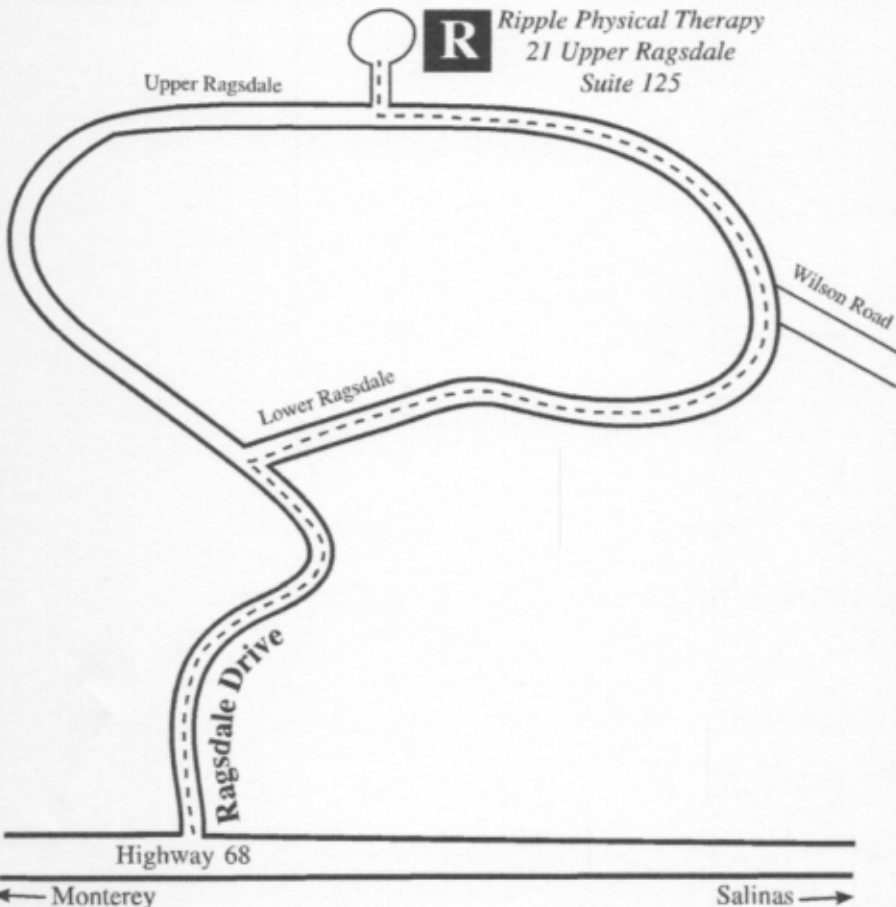 R
Ripple Physical Therapy
21 Upper Ragsdale
Suite 125
Upper Ragsdale
Wilson Road
Lower Ragsdale
Ragsdale Drive
Highway 68
Monterey
Salinas